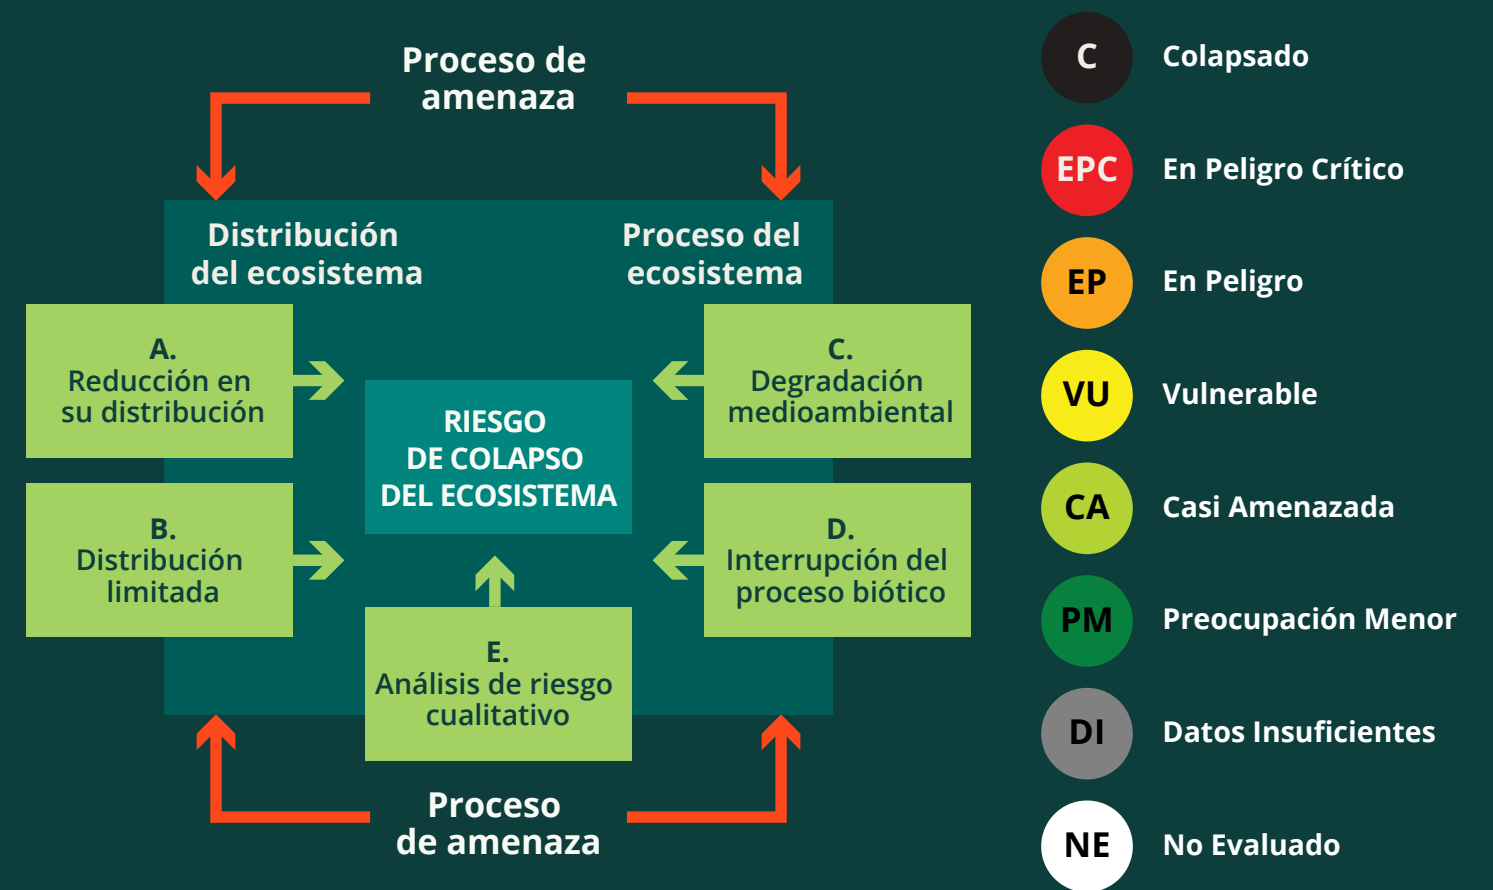 Proceso de
amenaza
Distribución
del ecosistema
Proceso del
ecosistema
A.
Reducción en
su distribución
B.
Distribución
limitada
RIESGO
DE COLAPSO
DEL ECOSISTEMA
C.
Degradación
medioambiental
D.
Interrupción del
proceso biótico
E.
Análisis de riesgo
cualitativo
Proceso
de amenaza
C
Colapsado
EPC
En Peligro Crítico
EP
En Peligro
VU
Vulnerable
CA
Casi Amenazada
PM
Preocupación Menor
DI
Datos Insuficientes
NE
No Evaluado